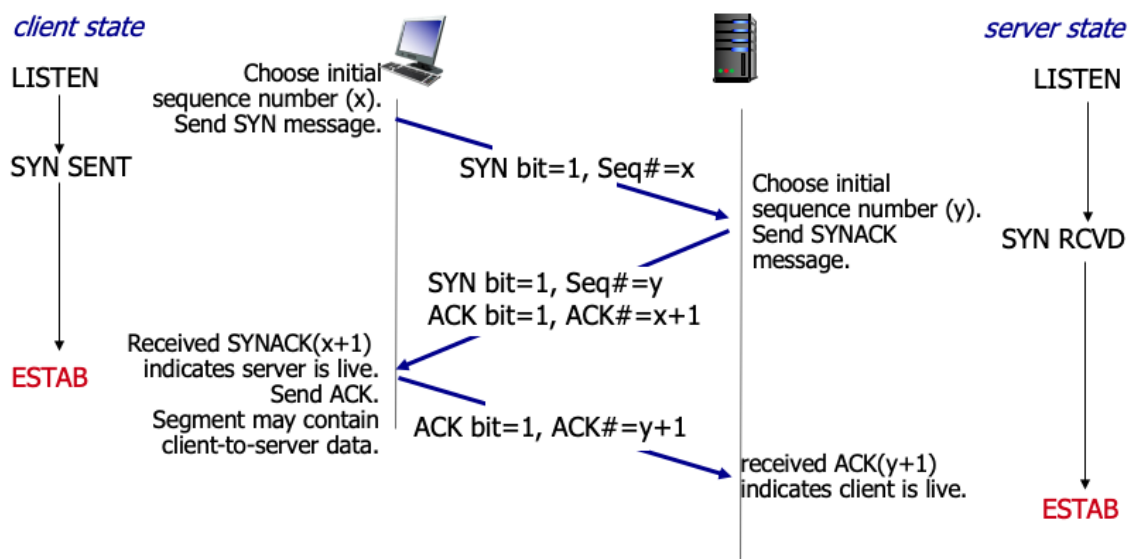 client state
server state
LISTEN
Choose initial
sequence number (x).
Send SYN message.
LISTEN
SYN SENT
SYN bit=1, Seq#=x
Choose initial
sequence number (y).
Send SYNACK
message.
SYN RCVD
SYN bit=1, Seq#=y
ACK bit=1, ACK#=x+1
Received SYNACK(x+1)
indicates server is live.
Send ACK.
Segment may contain
client-to-server data.
ESTAB
ACK bit=1, ACK#=y+1
received ACK(y+1)
indicates client is live.
ESTAB